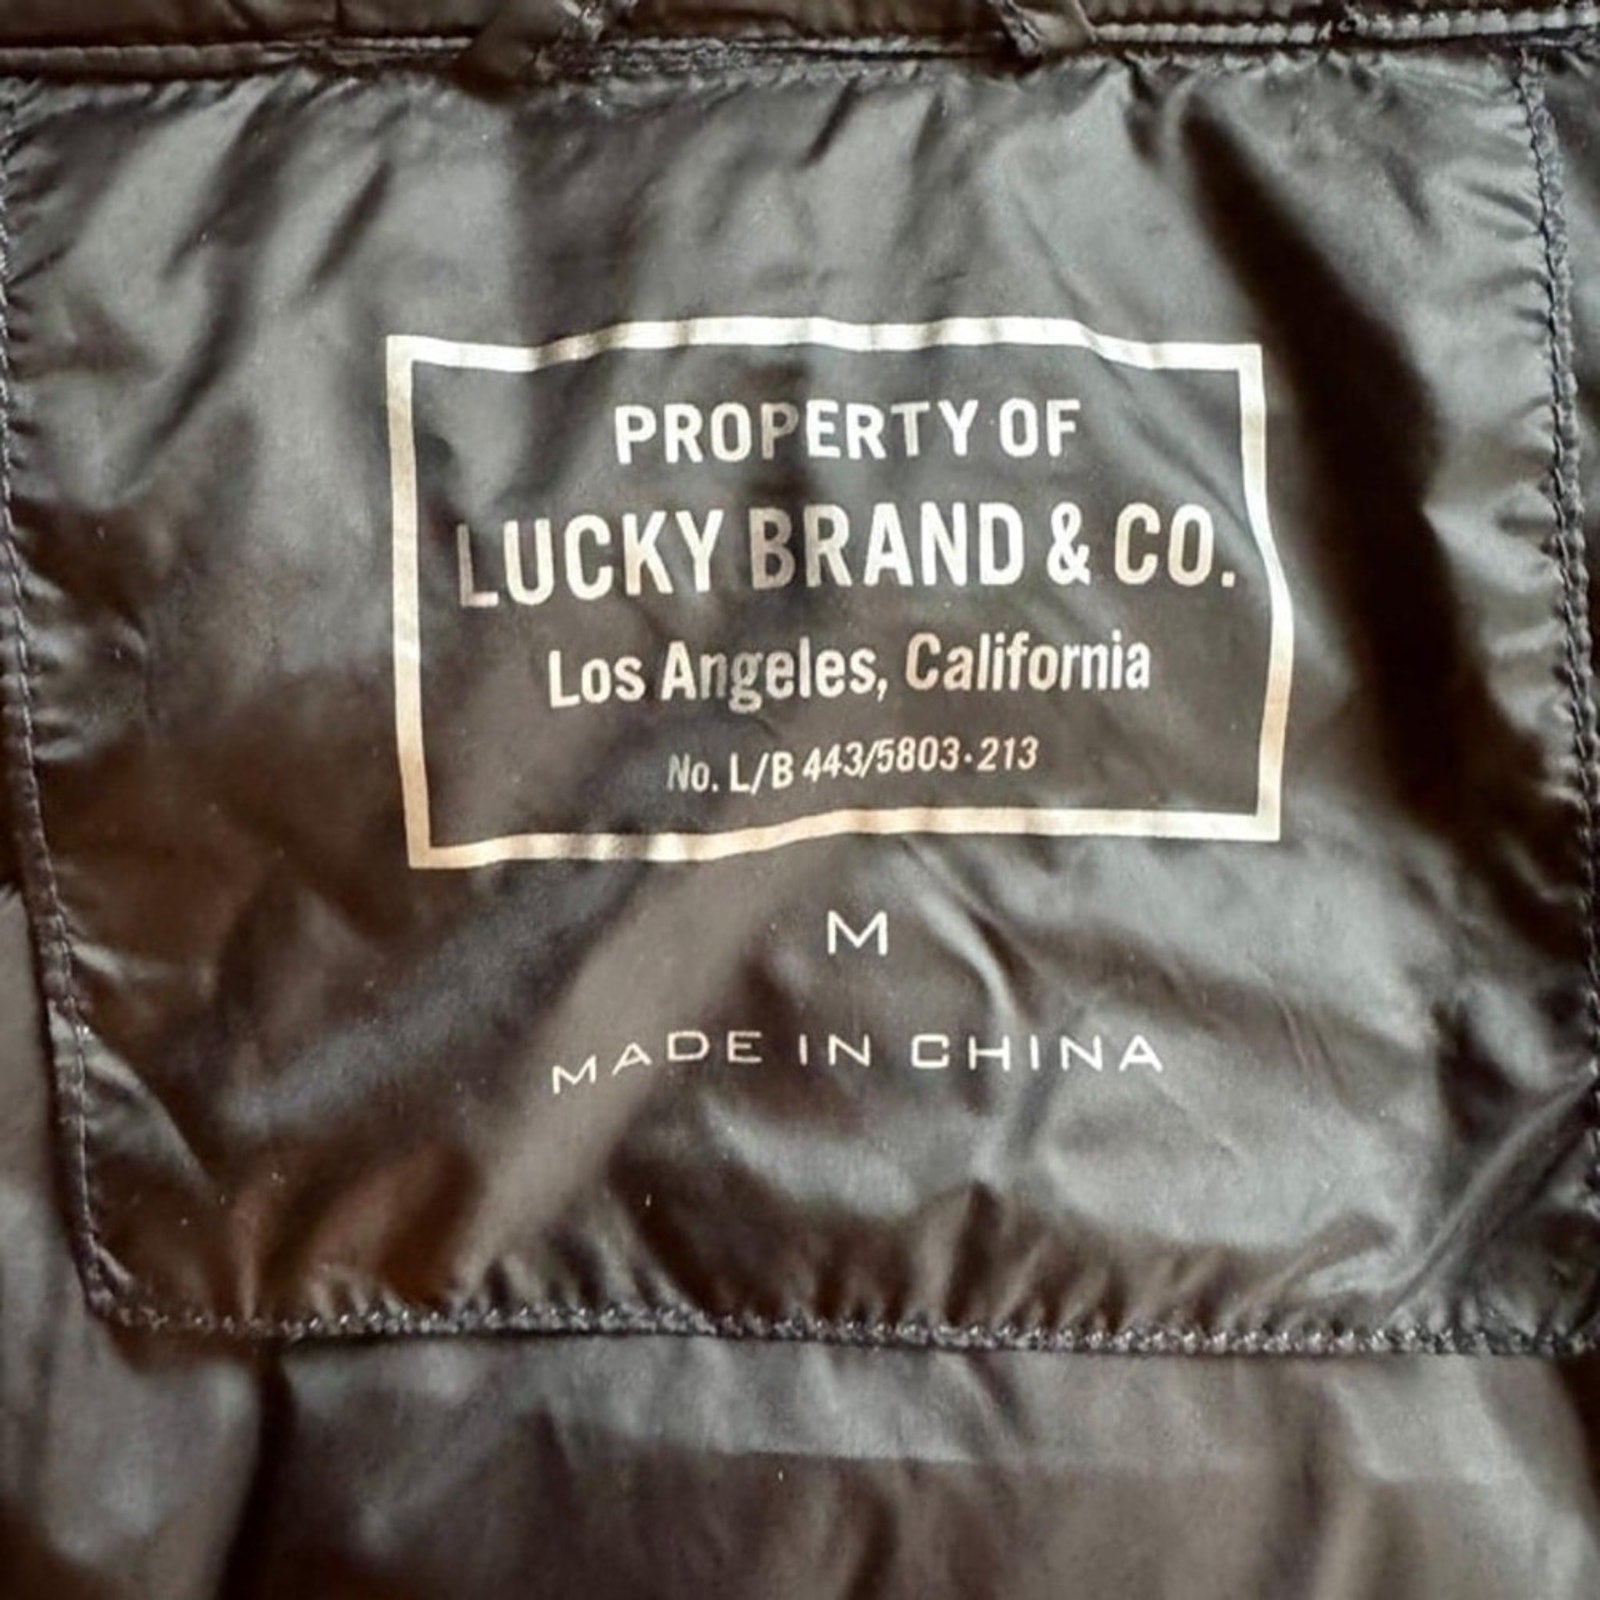 PROPERTY OF
LUCKY BRAND & CO.
Los Angeles, California
No. L/B 443/5803·213
M
MADE IN CHINA